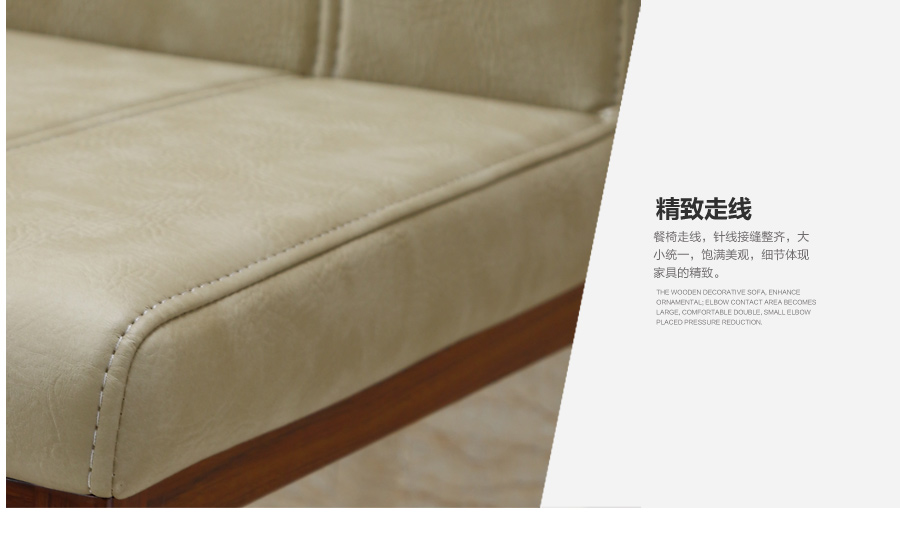 精致走线
餐椅走线，针线接缝整齐，大
小统一，饱满美观，细节体现
家具的精致。
THE WOODEN DECORATIVE SOFA, ENHANCE
ORNAMENTAL; ELBOW CONTACT AREA BECOMES
LARGE, COMFORTABLE DOUBLE, SMALL ELBOW
PLACED PRESSURE REDUCTION.